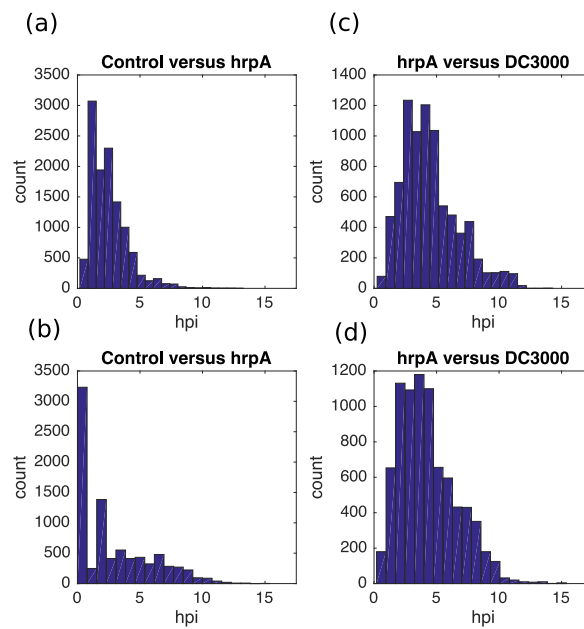 (a)
Control versus hrpA
3500
3000
2500
2000
1500
1000
500
0
count
0 5 10 15
hpi
(c)
hrpA versus DC3000
1400
1200
1000
800
600
400
200
0
count
0 5 10 15
hpi
(b)
Control versus hrpA
3500
3000
2500
2000
1500
1000
500
0
count
0 5 10 15
hpi
(d)
hrpA versus DC3000
1200
1000
800
600
400
200
0
count
0 5 10 15
hpi